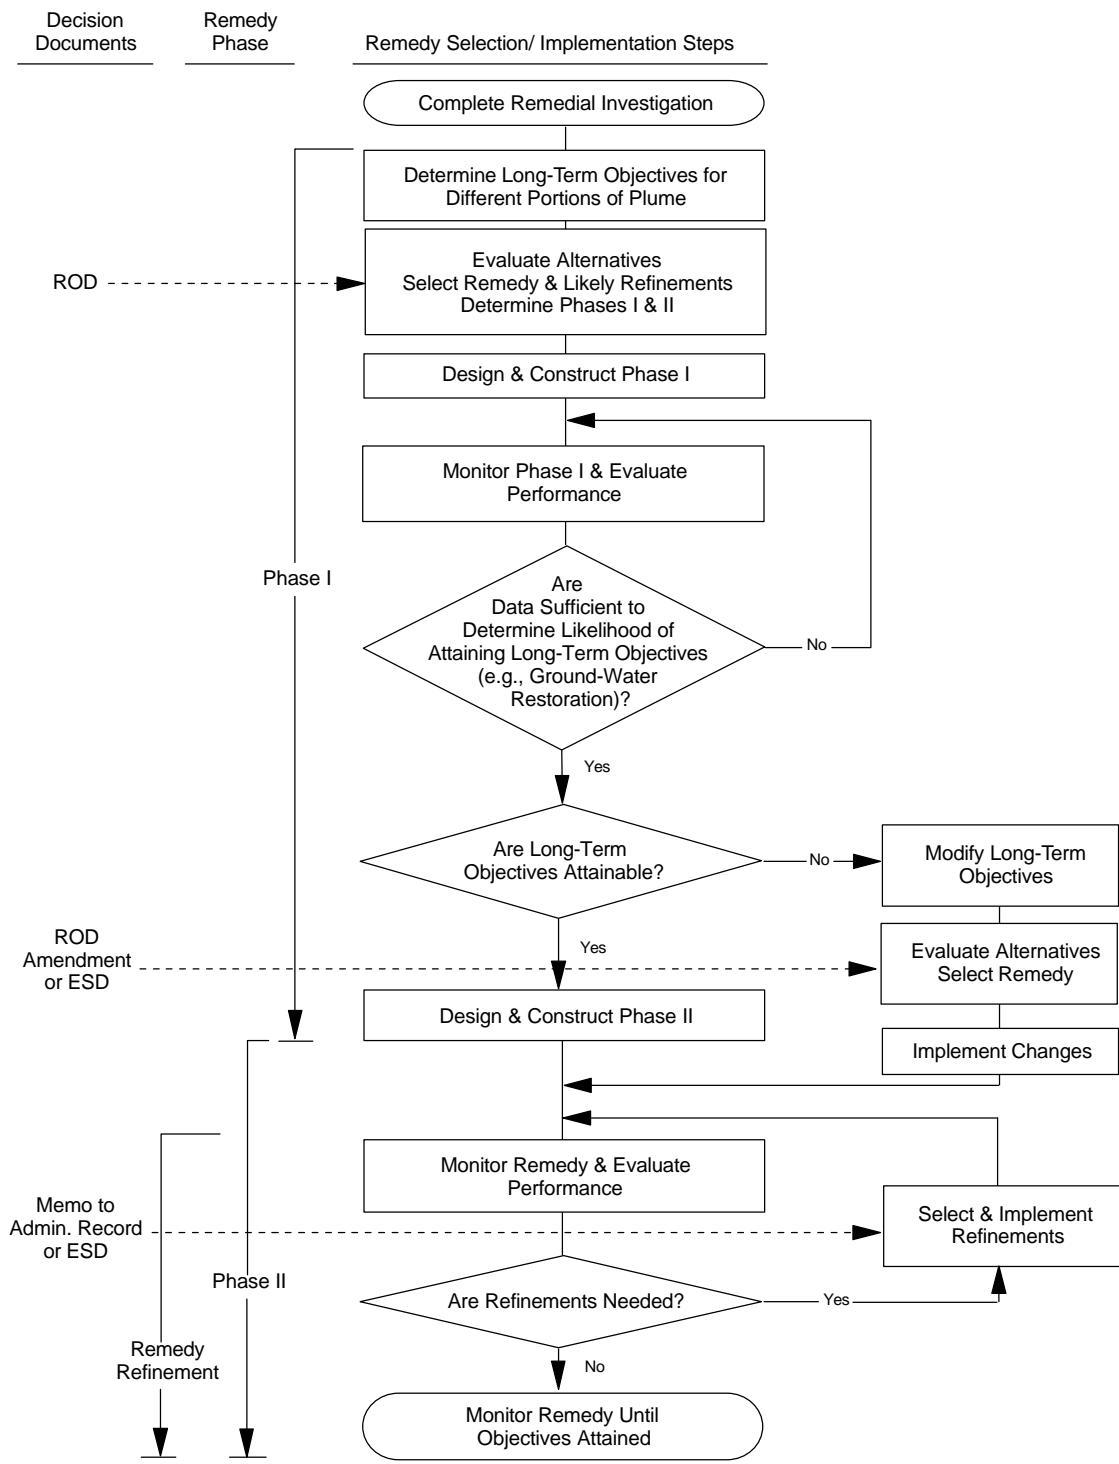 Decision
Documents
Remedy
Phase
Remedy Selection/ Implementation Steps
Complete Remedial Investigation
Determine Long-Term Objectives for
Different Portions of Plume
ROD
Evaluate Alternatives
Select Remedy & Likely Refinements
Determine Phases I & II
Design & Construct Phase I
Monitor Phase I & Evaluate
Performance
Phase I
Are
Data Sufficient to
Determine Likelihood of
Attaining Long-Term Objectives
(e.g., Ground-Water
Restoration)?
No
Yes
Are Long-Term
Objectives Attainable?
No
Modify Long-Term
Objectives
Yes
ROD
Amendment
or ESD
Evaluate Alternatives
Select Remedy
Design & Construct Phase II
Implement Changes
Monitor Remedy & Evaluate
Performance
Memo to
Admin. Record
or ESD
Select & Implement
Refinements
Phase II
Are Refinements Needed?
Yes
Remedy
Refinement
No
Monitor Remedy Until
Objectives Attained